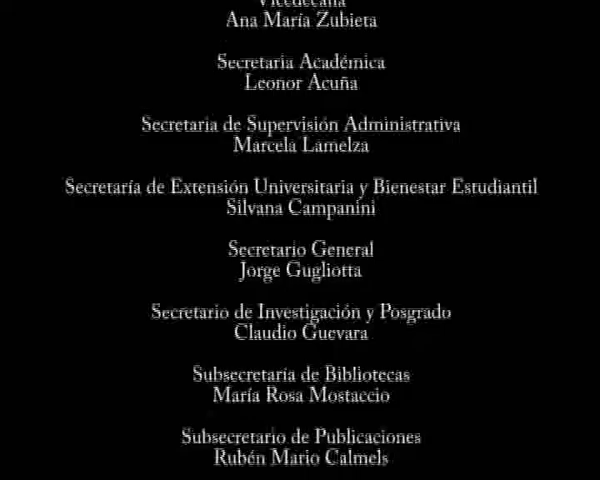 Vicedecana
Ana María Zubieta
Secretaria Académica
Leonor Acuña
Secretaria de Supervisión Administrativa
Marcela Lamelza
Secretaría de Extensión Universitaria y Bienestar Estudiantil
Silvana Campanini
Secretario General
Jorge Gugliotta
Secretario de Investigación y Posgrado
Claudio Guevara
Subsecretaría de Bibliotecas
María Rosa Mostaccio
Subsecretario de Publicaciones
Rubén Mario Calmels